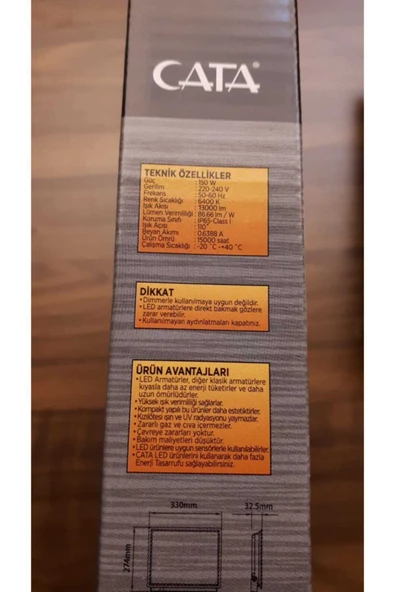 CATA®
TEKNİK ÖZELLİKLER
Güç : 150 W
Gerilim : 220-240 V
Frekans : 50-60 Hz
Renk Sıcaklığı : 6400 K
Işık Akısı : 13000 lm
Lümen Verimliliği : 86.66 lm / W
Koruma Sınıfı : IP65-Class I
Işık Açısı : 110°
Beyan Akımı : 0.6388 A
Ürün Ömrü : 15000 saat
Çalışma Sıcaklığı : -20 °C -+40 °C
DİKKAT
• Dimmerle kullanılmaya uygun değildir.
• LED armatürlere direkt bakmak gözlere
zarar verebilir.
• Kullanılmayan aydınlatmaları kapatınız.
ÜRÜN AVANTAJLARI
• LED Armatürler, diğer klasik armatürlere
kıyasla daha az enerji tüketirler ve daha
uzun ömürlüdürler.
• Yüksek ışık verimliliği sağlarlar.
• Kompakt yapılı bu ürünler daha estetiktirler.
• Kızılötesi ışın ve UV radyasyonu yaymazlar.
• Zararlı gaz ve cıva içermezler.
• Çevreye zararları yoktur.
• Bakım maliyetleri düşüktür.
• LED ürünlere uygun sensörlerle kullanılabilirler.
• CATA LED ürünlerini kullanarak daha fazla
Enerji Tasarrufu sağlayabilirsiniz.
330mm
32.5mm
274mm